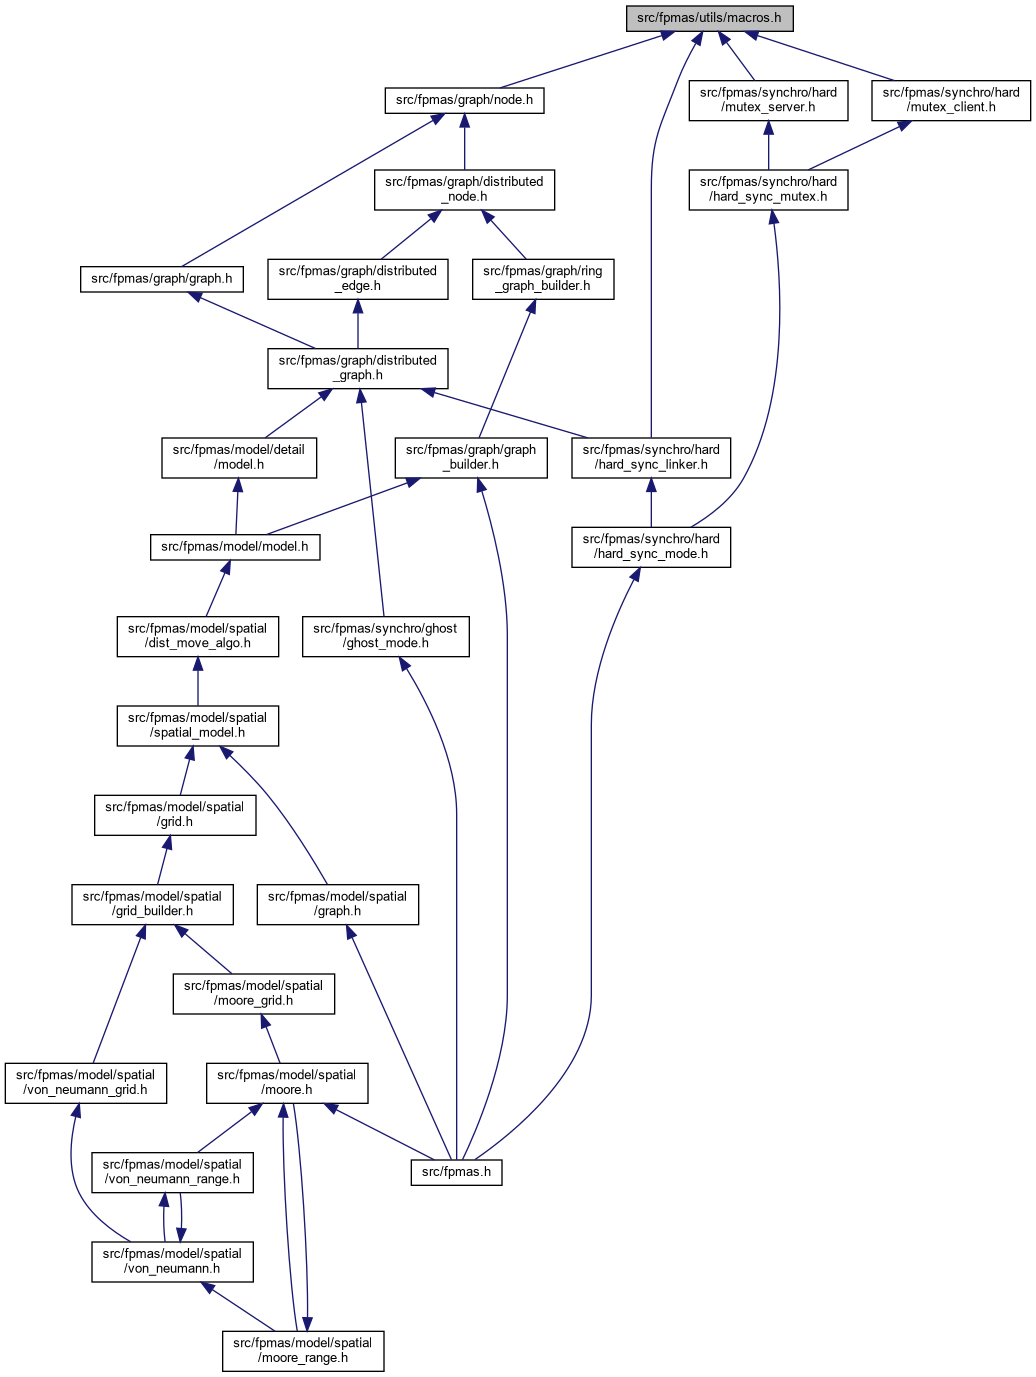 src/fpmas/utils/macros.h
src/fpmas/graph/node.h
src/fpmas/synchro/hard
/mutex_server.h
src/fpmas/synchro/hard
/mutex_client.h
src/fpmas/graph/distributed
_node.h
src/fpmas/synchro/hard
/hard_sync_mutex.h
src/fpmas/graph/graph.h
src/fpmas/graph/distributed
_edge.h
src/fpmas/graph/ring
_graph_builder.h
src/fpmas/graph/distributed
_graph.h
src/fpmas/model/detail
/model.h
src/fpmas/graph/graph
_builder.h
src/fpmas/synchro/hard
/hard_sync_linker.h
src/fpmas/model/model.h
src/fpmas/synchro/hard
/hard_sync_mode.h
src/fpmas/model/spatial
/dist_move_algo.h
src/fpmas/synchro/ghost
/ghost_mode.h
src/fpmas/model/spatial
/spatial_model.h
src/fpmas/model/spatial
/grid.h
src/fpmas/model/spatial
/grid_builder.h
src/fpmas/model/spatial
/graph.h
src/fpmas/model/spatial
/moore_grid.h
src/fpmas/model/spatial
/von_neumann_grid.h
src/fpmas/model/spatial
/moore.h
src/fpmas/model/spatial
/von_neumann_range.h
src/fpmas.h
src/fpmas/model/spatial
/von_neumann.h
src/fpmas/model/spatial
/moore_range.h